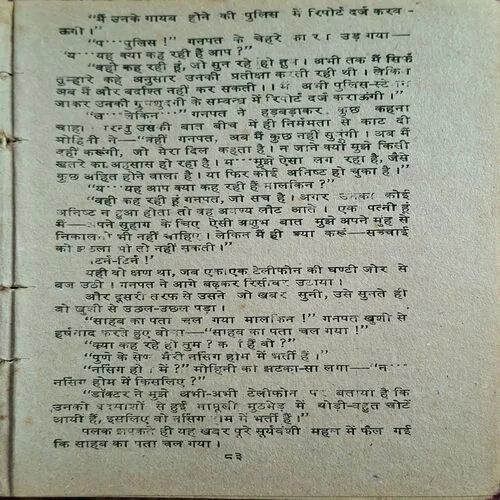 "मैं उनके गायब होने की पुलिस में रिपोर्ट दर्ज करवा-
ऊंगी।"
"प…पुलिस!" गनपत के चेहरे का रंग उड़ गया—
"य…यह क्या कह रही हैं आप?"
"वही कह रही हूं, जो सुन रहे हो तुम। अभी तक मैं सिर्फ
तुम्हारे कहे अनुसार उनकी प्रतीक्षा करती रही थी। लेकिन
अब मैं और बर्दाश्त नहीं कर सकती।। मैं अभी पुलिस-स्टेशन
जाकर उनकी गुमशुदगी के सम्बन्ध में रिपोर्ट दर्ज कराऊंगी।"
"ल…लेकिन…" गनपत ने हड़बड़ाकर कुछ कहना
चाहा। परन्तु उसकी बात बीच में ही निर्ममता से काट दी
मोहिनी ने—"नहीं गनपत, अब मैं कुछ नहीं सुनूंगी। अब मैं
वही करूंगी, जो मेरा दिल कहता है। न जाने क्यों मुझे किसी
खतरे का अहसास हो रहा है। म…मुझे ऐसा लग रहा है, जैसे
कुछ अहित होने वाला है। या फिर कोई अनिष्ट हो चुका है।"
"य…यह आप क्या कह रही हैं मालकिन?"
"वही कह रही हूं गनपत, जो सच है। अगर उनका कोई
अनिष्ट न हुआ होता तो वह अवश्य लौट आते। एक पत्नी हूं
मैं—अपने सुहाग के लिए ऐसी अशुभ बात मुझे अपने मुंह से
निकालनी भी नहीं चाहिए। लेकिन मैं ही क्या करूं—सच्चाई
को झुठला भी तो नहीं सकती।"
टर्न-टिर्न!
यही वो क्षण था, जब एकाएक टेलीफोन की घण्टी जोर से
बज उठी। गनपत ने आगे बढ़कर रिसीवर उठाया।
और दूसरी तरफ से उसने जो खबर सुनी, उसे सुनते ही
वो खुशी से उछल-उछल पड़ा।
"साहब का पता चल गया मालकिन!" गनपत खुशी से
हर्षनाद करते हुए बोला—"साहब का पता चल गया!"
"क्या कह रहे हो तुम? कहां हैं वो?"
"पुणे के सेण्ट मैरी नर्सिंग होम में भर्ती हैं।"
"नर्सिंग होम में?" मोहिनी को झटका-सा लगा—"न…
नर्सिंग होम में किसलिए?"
"डॉक्टर ने मुझे अभी-अभी टेलीफोन पर बताया है कि
उनको बदमाशों से हुई मामूली मुठभेड़ में थोड़ी-बहुत चोटें
आयी हैं, इसलिए वो नर्सिंग होम में भर्ती हैं।"
पलक झपकते ही यह खबर पूरे सूर्यवंशी महल में फैल गई
कि साहब का पता चल गया।
८३